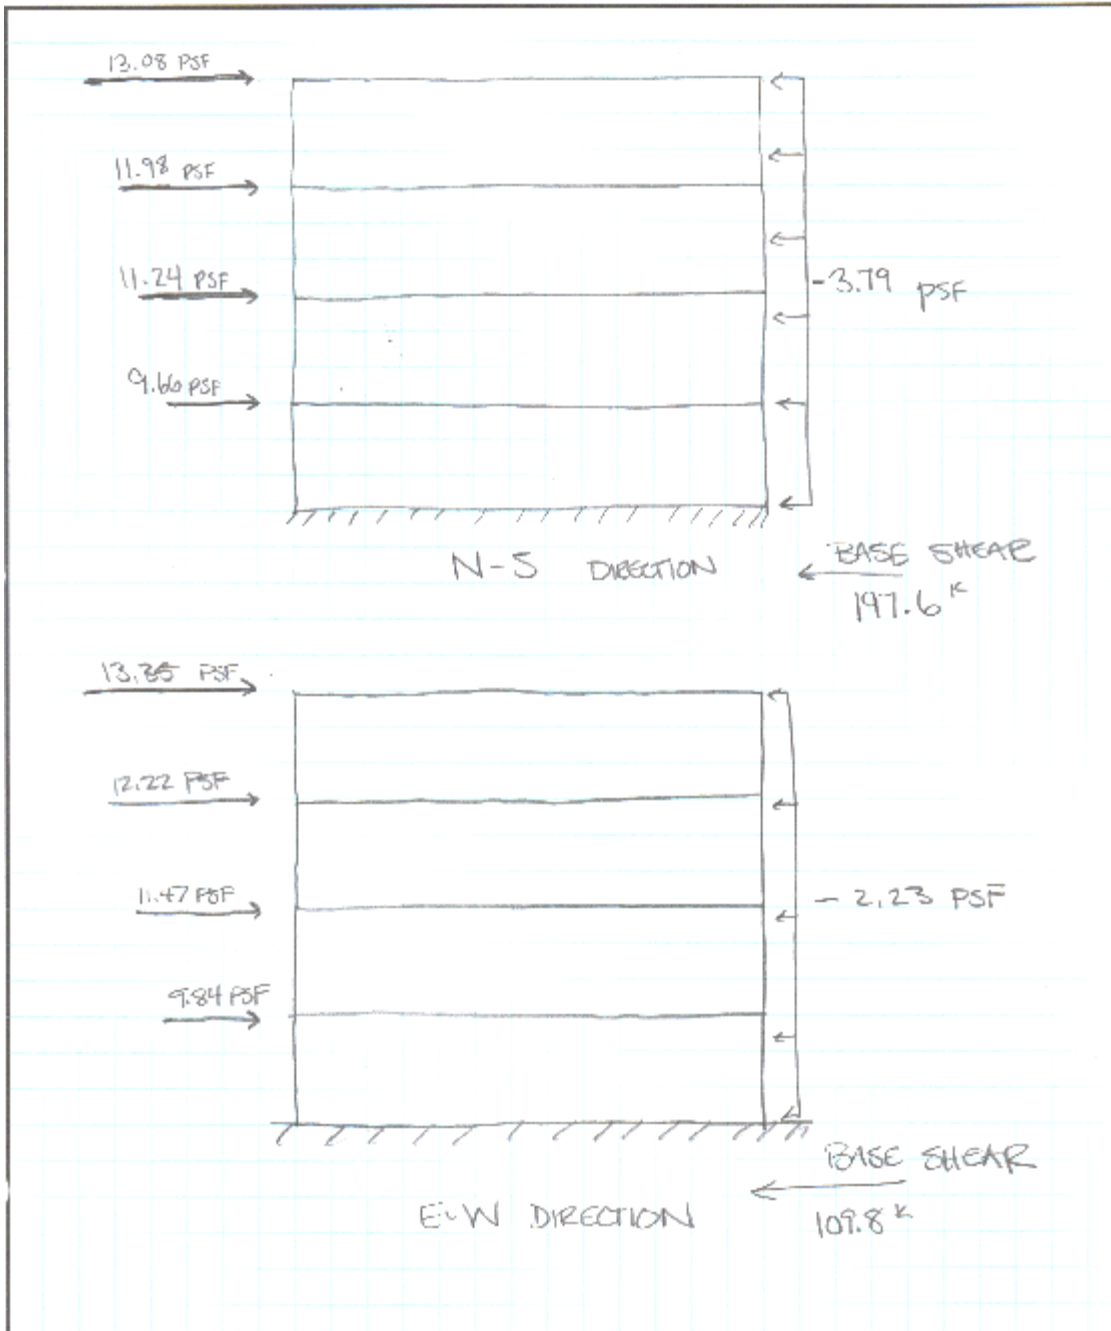 13.08 PSF
11.98 PSF
11.24 PSF
-3.79 PSF
9.66 PSF
N-S DIRECTION
BASE SHEAR
197.6 K
13.35 PSF
12.22 PSF
11.47 PSF
- 2.23 PSF
9.84 PSF
BASE SHEAR
E-W DIRECTION
109.8 K